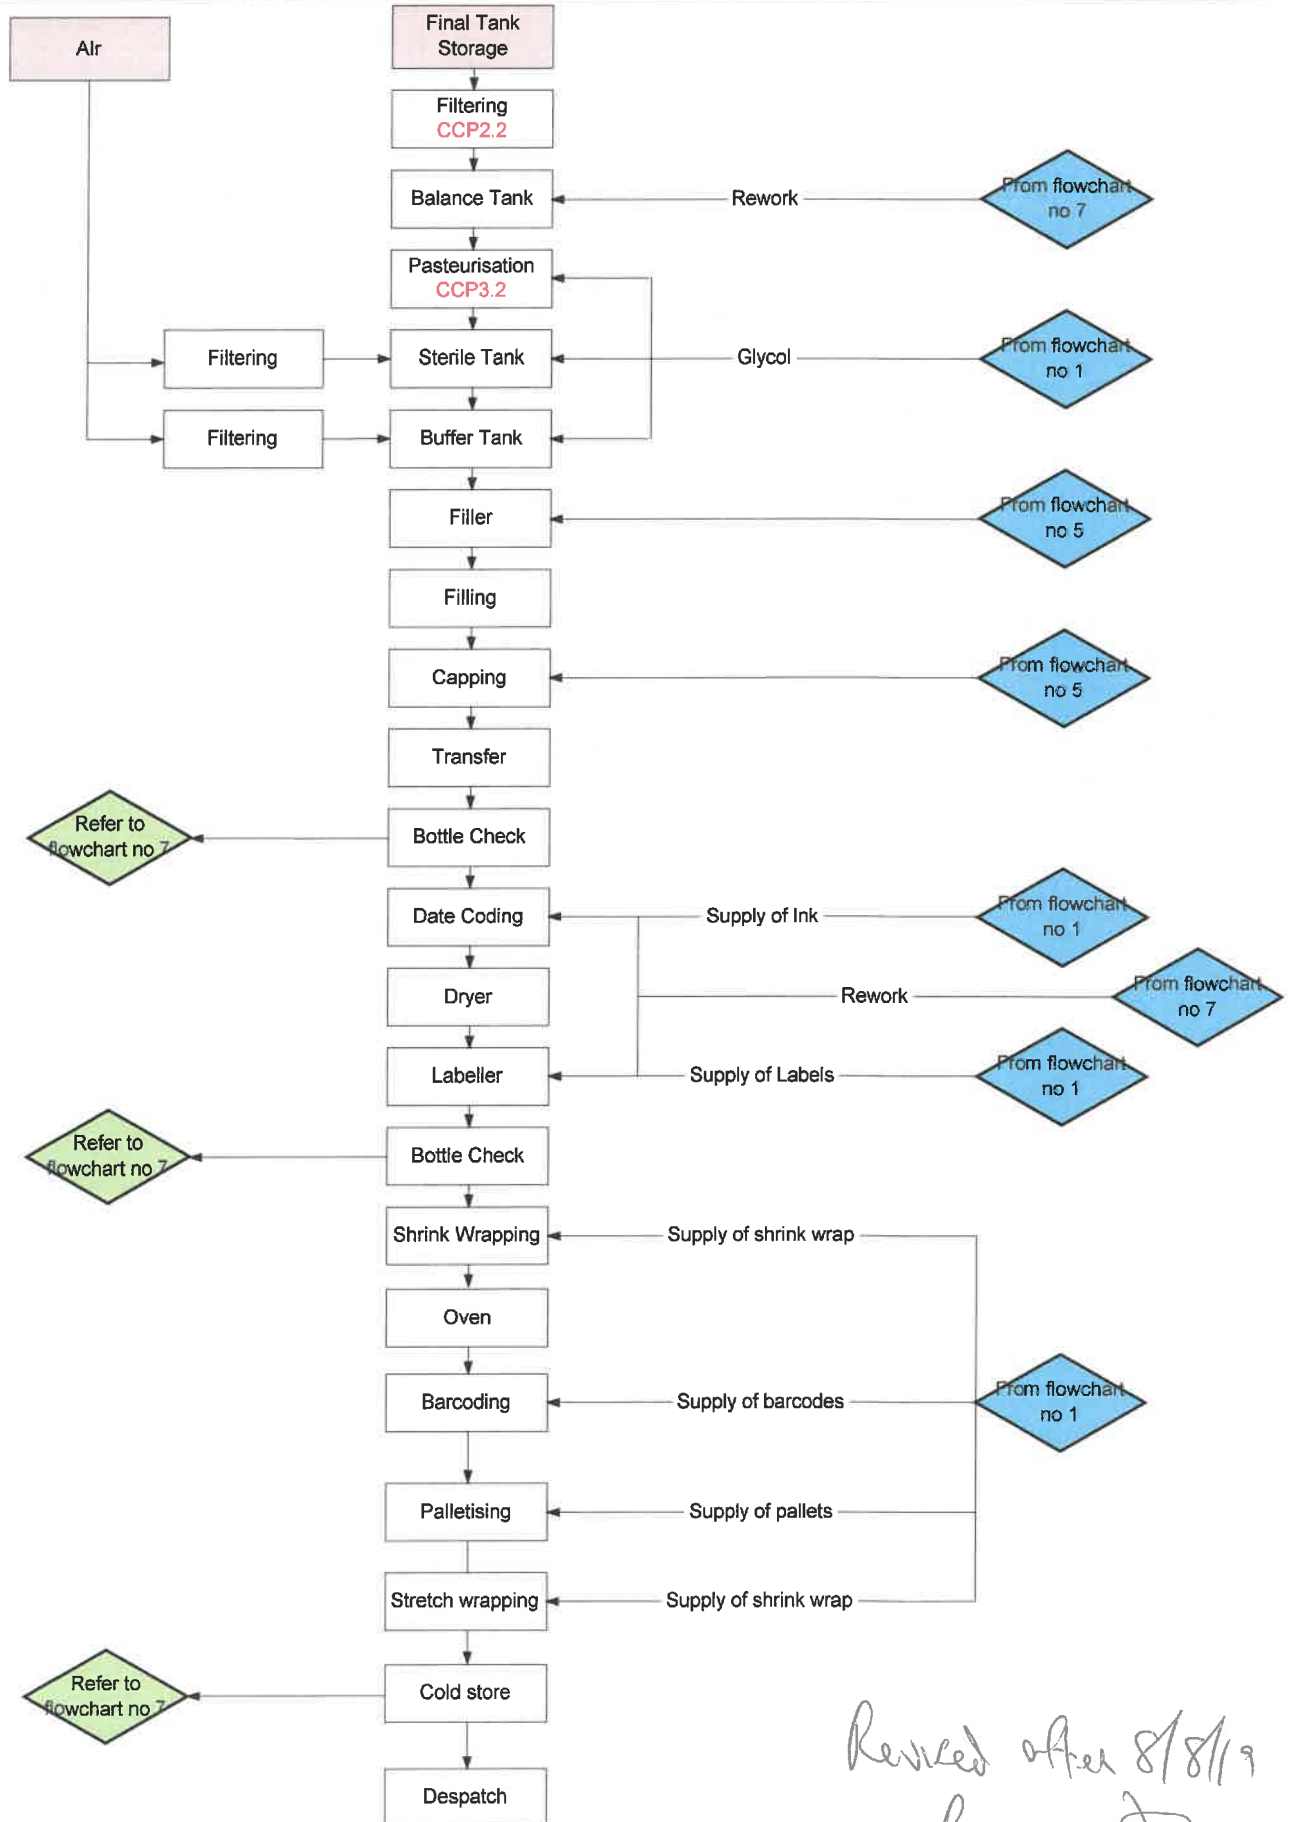 AIr
Final Tank
Storage
Filtering
CCP2.2
Balance Tank
Rework
From flowchart
no 7
Pasteurisation
CCP3.2
Filtering
Sterile Tank
Glycol
From flowchart
no 1
Filtering
Buffer Tank
Filler
From flowchart
no 5
Filling
Capping
From flowchart
no 5
Transfer
Refer to
flowchart no 7
Bottle Check
Date Coding
Supply of Ink
From flowchart
no 1
Dryer
Rework
From flowchart
no 7
Labeller
Supply of Labels
From flowchart
no 1
Refer to
flowchart no 7
Bottle Check
Shrink Wrapping
Supply of shrink wrap
Oven
Barcoding
Supply of barcodes
From flowchart
no 1
Palletising
Supply of pallets
Stretch wrapping
Supply of shrink wrap
Refer to
flowchart no 7
Cold store
Despatch
Revised after 8/8/19